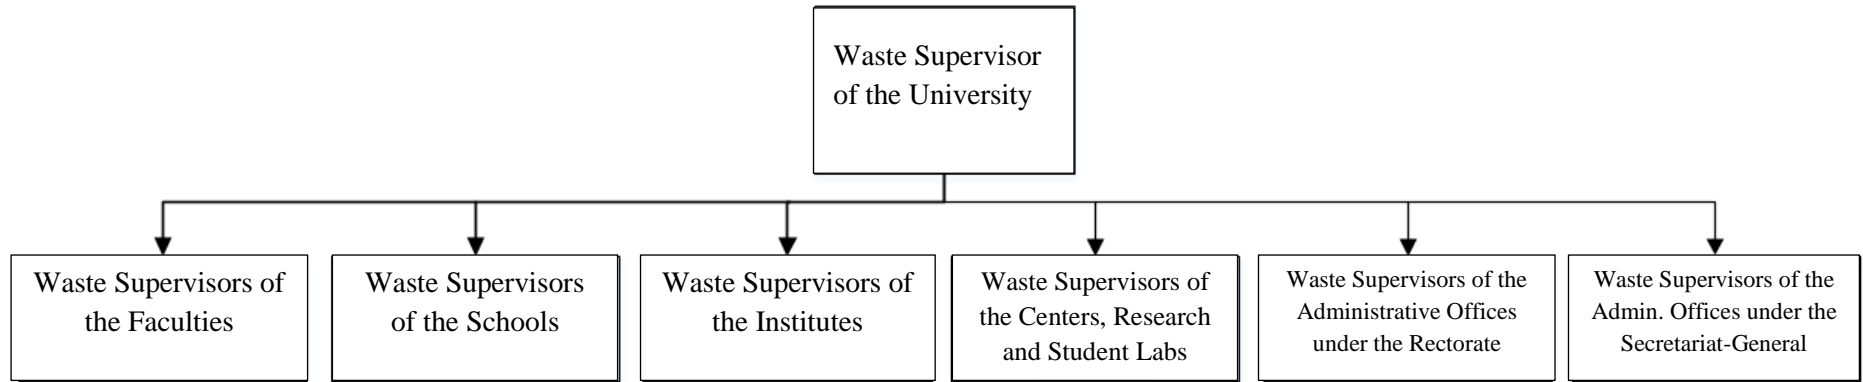 Waste Supervisor
of the University
Waste Supervisors of
the Faculties
Waste Supervisors
of the Schools
Waste Supervisors of
the Institutes
Waste Supervisors of
the Centers, Research
and Student Labs
Waste Supervisors of the
Administrative Offices
under the Rectorate
Waste Supervisors of the
Admin. Offices under the
Secretariat-General